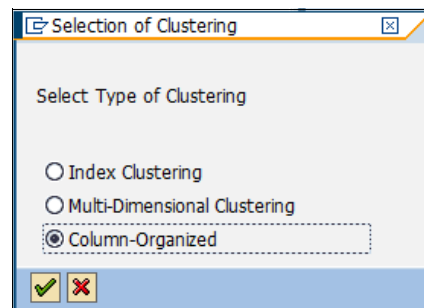 Selection of Clustering
Select Type of Clustering
Index Clustering
Multi-Dimensional Clustering
Column-Organized